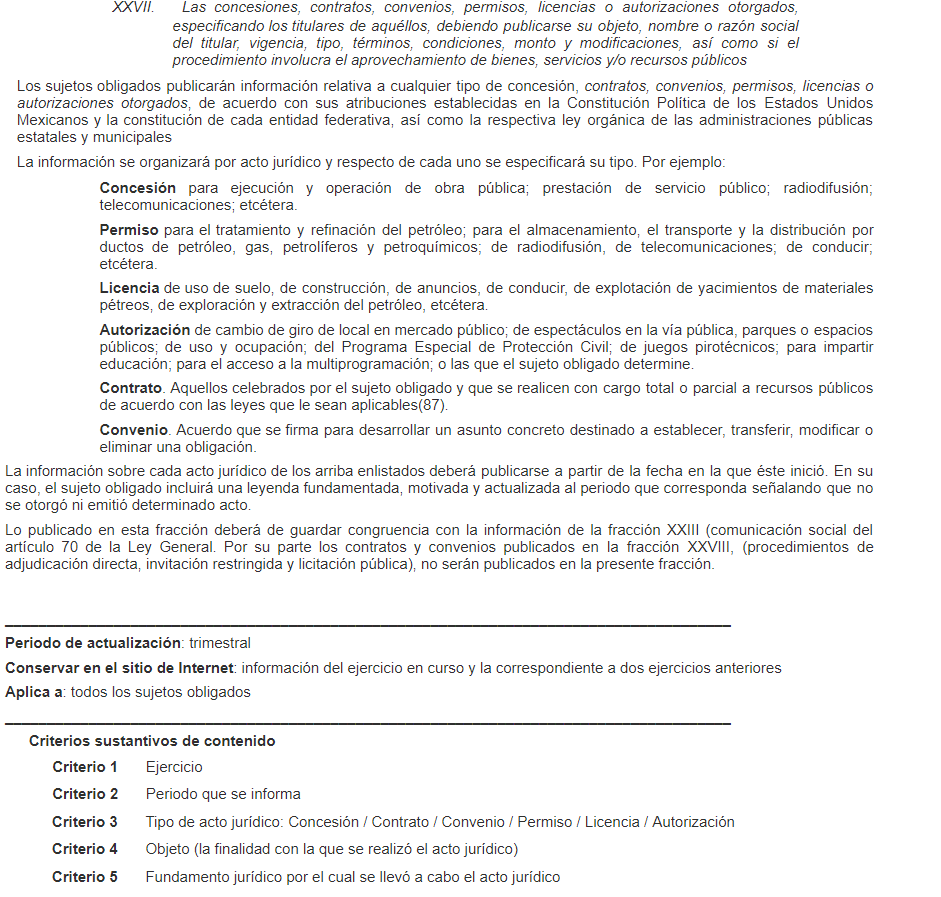 XXVII. Las concesiones, contratos, convenios, permisos, licencias o autorizaciones otorgados,
especificando los titulares de aquéllos, debiendo publicarse su objeto, nombre o razón social
del titular, vigencia, tipo, términos, condiciones, monto y modificaciones, así como si el
procedimiento involucra el aprovechamiento de bienes, servicios y/o recursos públicos
Los sujetos obligados publicarán información relativa a cualquier tipo de concesión, contratos, convenios, permisos, licencias o
autorizaciones otorgados, de acuerdo con sus atribuciones establecidas en la Constitución Política de los Estados Unidos
Mexicanos y la constitución de cada entidad federativa, así como la respectiva ley orgánica de las administraciones públicas
estatales y municipales
La información se organizará por acto jurídico y respecto de cada uno se especificará su tipo. Por ejemplo:
Concesión para ejecución y operación de obra pública; prestación de servicio público; radiodifusión;
telecomunicaciones; etcétera.
Permiso para el tratamiento y refinación del petróleo; para el almacenamiento, el transporte y la distribución por
ductos de petróleo, gas, petrolíferos y petroquímicos; de radiodifusión, de telecomunicaciones; de conducir;
etcétera.
Licencia de uso de suelo, de construcción, de anuncios, de conducir, de explotación de yacimientos de materiales
pétreos, de exploración y extracción del petróleo, etcétera.
Autorización de cambio de giro de local en mercado público; de espectáculos en la vía pública, parques o espacios
públicos; de uso y ocupación; del Programa Especial de Protección Civil; de juegos pirotécnicos; para impartir
educación; para el acceso a la multiprogramación; o las que el sujeto obligado determine.
Contrato. Aquellos celebrados por el sujeto obligado y que se realicen con cargo total o parcial a recursos públicos
de acuerdo con las leyes que le sean aplicables(87).
Convenio. Acuerdo que se firma para desarrollar un asunto concreto destinado a establecer, transferir, modificar o
eliminar una obligación.
La información sobre cada acto jurídico de los arriba enlistados deberá publicarse a partir de la fecha en la que éste inició. En su
caso, el sujeto obligado incluirá una leyenda fundamentada, motivada y actualizada al periodo que corresponda señalando que no
se otorgó ni emitió determinado acto.
Lo publicado en esta fracción deberá de guardar congruencia con la información de la fracción XXIII (comunicación social del
artículo 70 de la Ley General. Por su parte los contratos y convenios publicados en la fracción XXVIII, (procedimientos de
adjudicación directa, invitación restringida y licitación pública), no serán publicados en la presente fracción.
Periodo de actualización: trimestral
Conservar en el sitio de Internet: información del ejercicio en curso y la correspondiente a dos ejercicios anteriores
Aplica a: todos los sujetos obligados
Criterios sustantivos de contenido
Criterio 1 Ejercicio
Criterio 2 Periodo que se informa
Criterio 3 Tipo de acto jurídico: Concesión / Contrato / Convenio / Permiso / Licencia / Autorización
Criterio 4 Objeto (la finalidad con la que se realizó el acto jurídico)
Criterio 5 Fundamento jurídico por el cual se llevó a cabo el acto jurídico